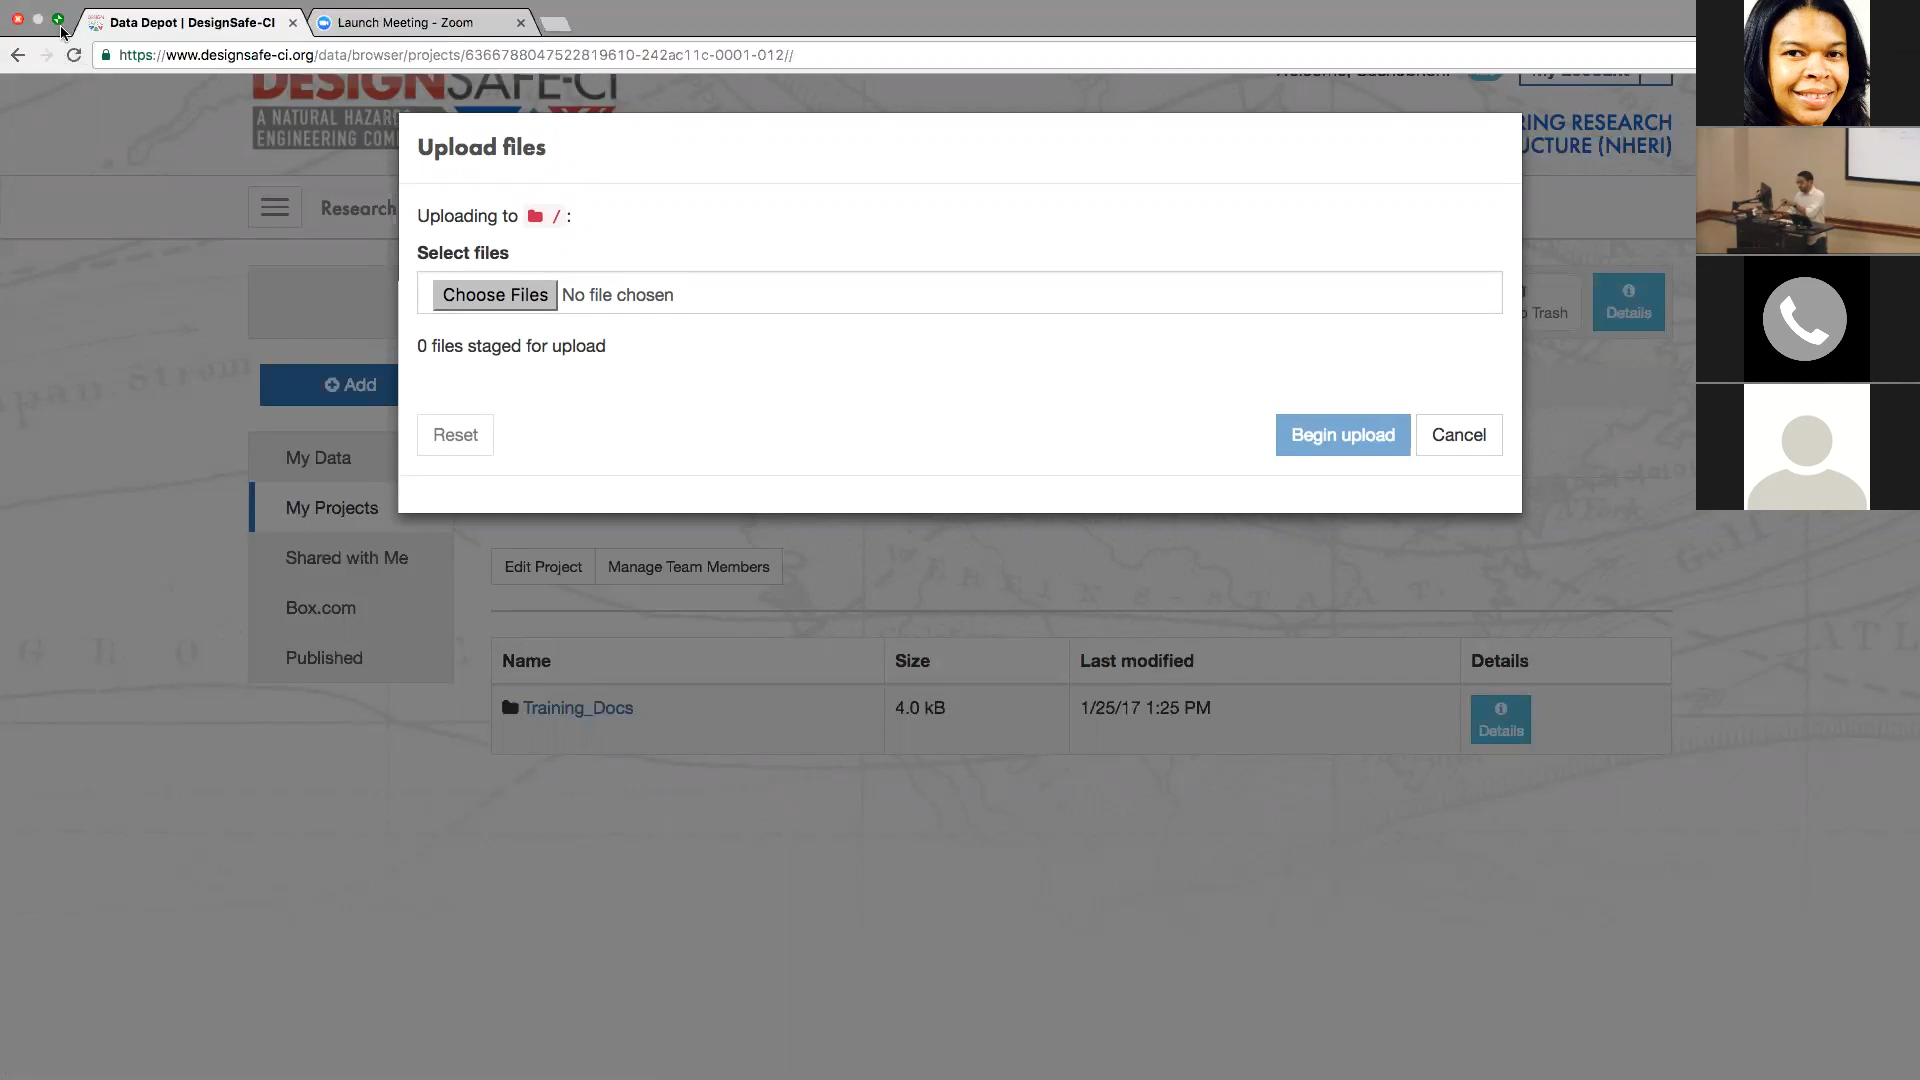 Data Depot | DesignSafe-CI
Launch Meeting - Zoom
https://www.designsafe-ci.org/data/browser/projects/6366788047522819610-242ac11c-0001-012//
DESIGNSAFE-CI
A NATURAL HAZAR
ENGINEERING COM
RING RESEARCH
UCTURE (NHERI)
Research
Upload files
Uploading to / :
Select files
Choose Files No file chosen
0 files staged for upload
Reset
Begin upload
Cancel
Trash
Details
Add
My Data
My Projects
Shared with Me
Box.com
Published
Edit Project
Manage Team Members
Name Size Last modified Details
Training_Docs 4.0 kB 1/25/17 1:25 PM
Details